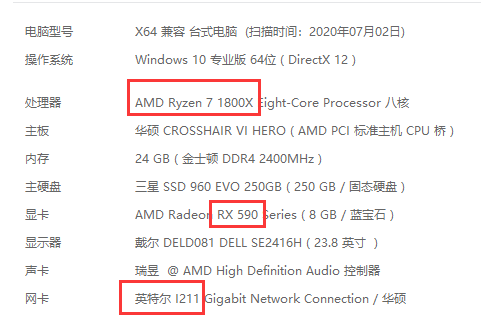 电脑型号 X64 兼容 台式电脑 (扫描时间：2020年07月02日)
操作系统 Windows 10 专业版 64位 ( DirectX 12 )
处理器 AMD Ryzen 7 1800X Eight-Core Processor 八核
主板 华硕 CROSSHAIR VI HERO ( AMD PCI 标准主机 CPU 桥 )
内存 24 GB ( 金士顿 DDR4 2400MHz )
主硬盘 三星 SSD 960 EVO 250GB ( 250 GB / 固态硬盘 )
显卡 AMD Radeon RX 590 Series ( 8 GB / 蓝宝石 )
显示器 戴尔 DELD081 DELL SE2416H ( 23.8 英寸 )
声卡 瑞昱 @ AMD High Definition Audio 控制器
网卡 英特尔 I211 Gigabit Network Connection / 华硕